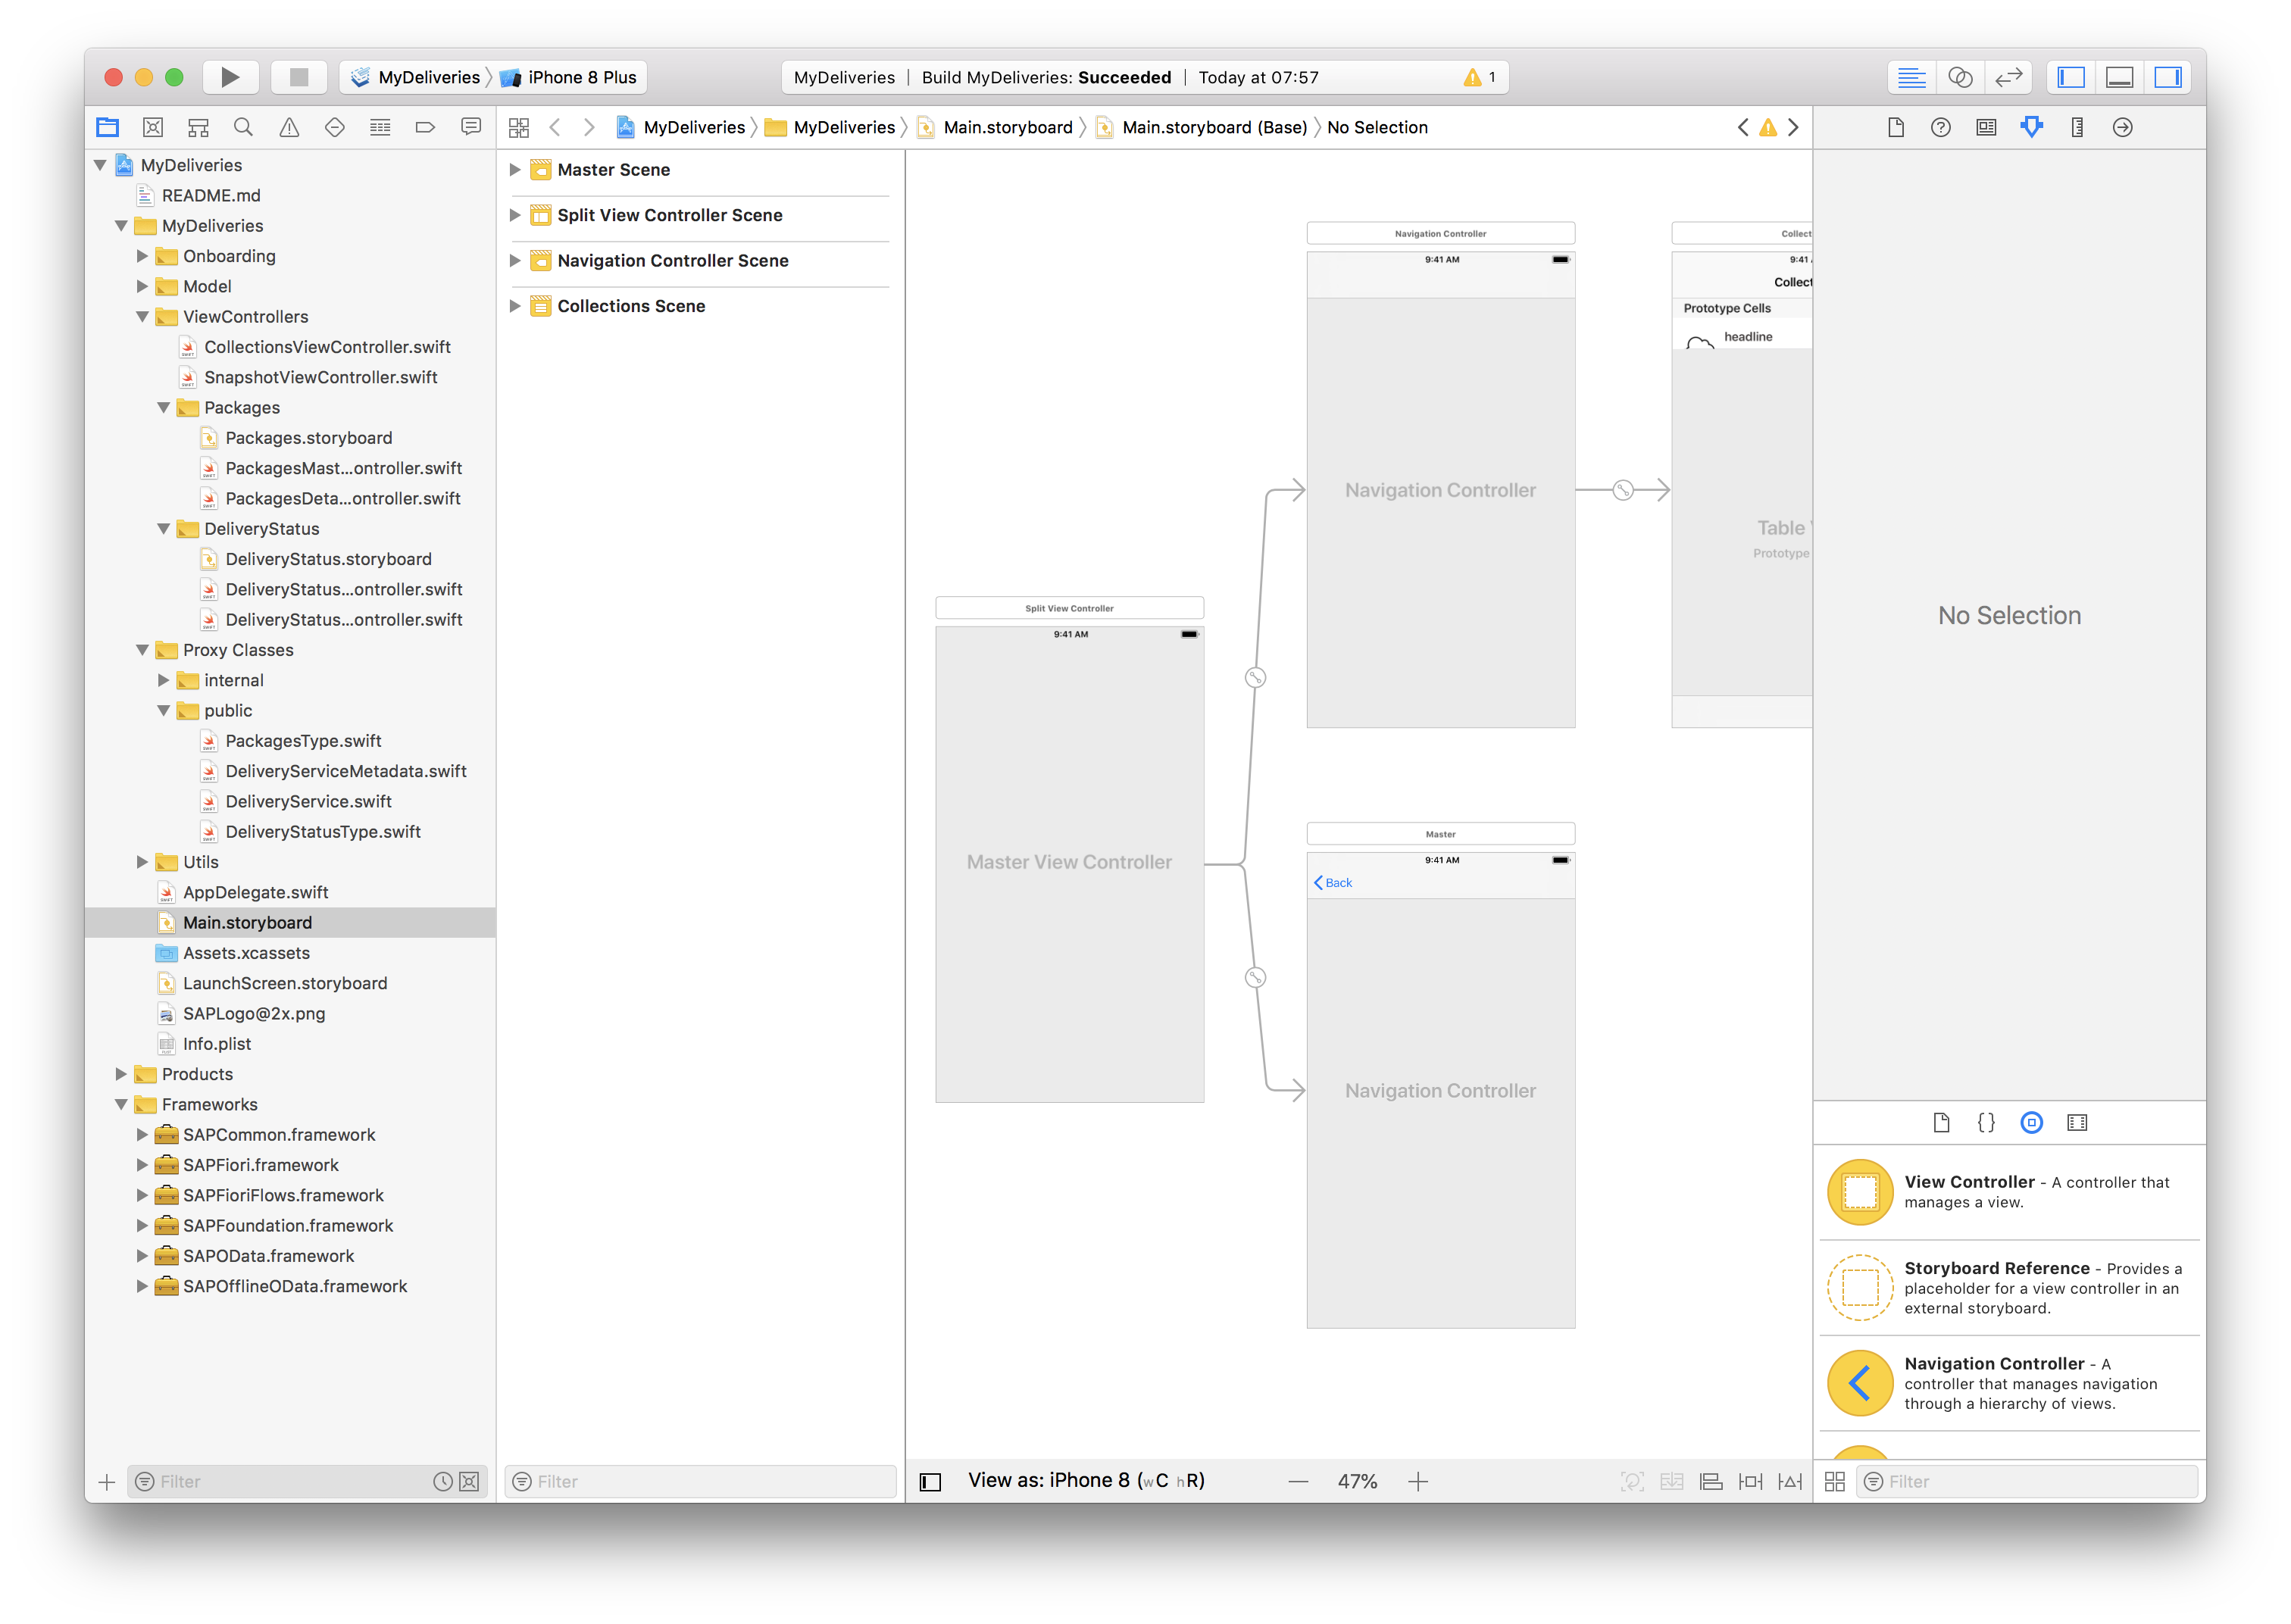 MyDeliveries
iPhone 8 Plus
MyDeliveries | Build MyDeliveries: Succeeded | Today at 07:57
1
MyDeliveries
MyDeliveries
Main.storyboard
Main.storyboard (Base)
No Selection
MyDeliveries
README.md
MyDeliveries
Onboarding
Model
ViewControllers
CollectionsViewController.swift
SnapshotViewController.swift
Packages
Packages.storyboard
PackagesMast...ontroller.swift
PackagesDeta...ontroller.swift
DeliveryStatus
DeliveryStatus.storyboard
DeliveryStatus...ontroller.swift
DeliveryStatus...ontroller.swift
Proxy Classes
internal
public
PackagesType.swift
DeliveryServiceMetadata.swift
DeliveryService.swift
DeliveryStatusType.swift
Utils
AppDelegate.swift
Main.storyboard
Assets.xcassets
LaunchScreen.storyboard
SAPLogo@2x.png
Info.plist
Products
Frameworks
SAPCommon.framework
SAPFiori.framework
SAPFioriFlows.framework
SAPFoundation.framework
SAPOData.framework
SAPOfflineOData.framework
Filter
Master Scene
Split View Controller Scene
Navigation Controller Scene
Collections Scene
Filter
Split View Controller
9:41 AM
Master View Controller
Navigation Controller
9:41 AM
Navigation Controller
Collect
9:41
Collect
Prototype Cells
headline
Table
Prototype
Master
9:41 AM
Back
Navigation Controller
View as: iPhone 8 (wC hR)
47%
No Selection
View Controller - A controller that
manages a view.
Storyboard Reference - Provides a
placeholder for a view controller in an
external storyboard.
Navigation Controller - A
controller that manages navigation
through a hierarchy of views.
Filter